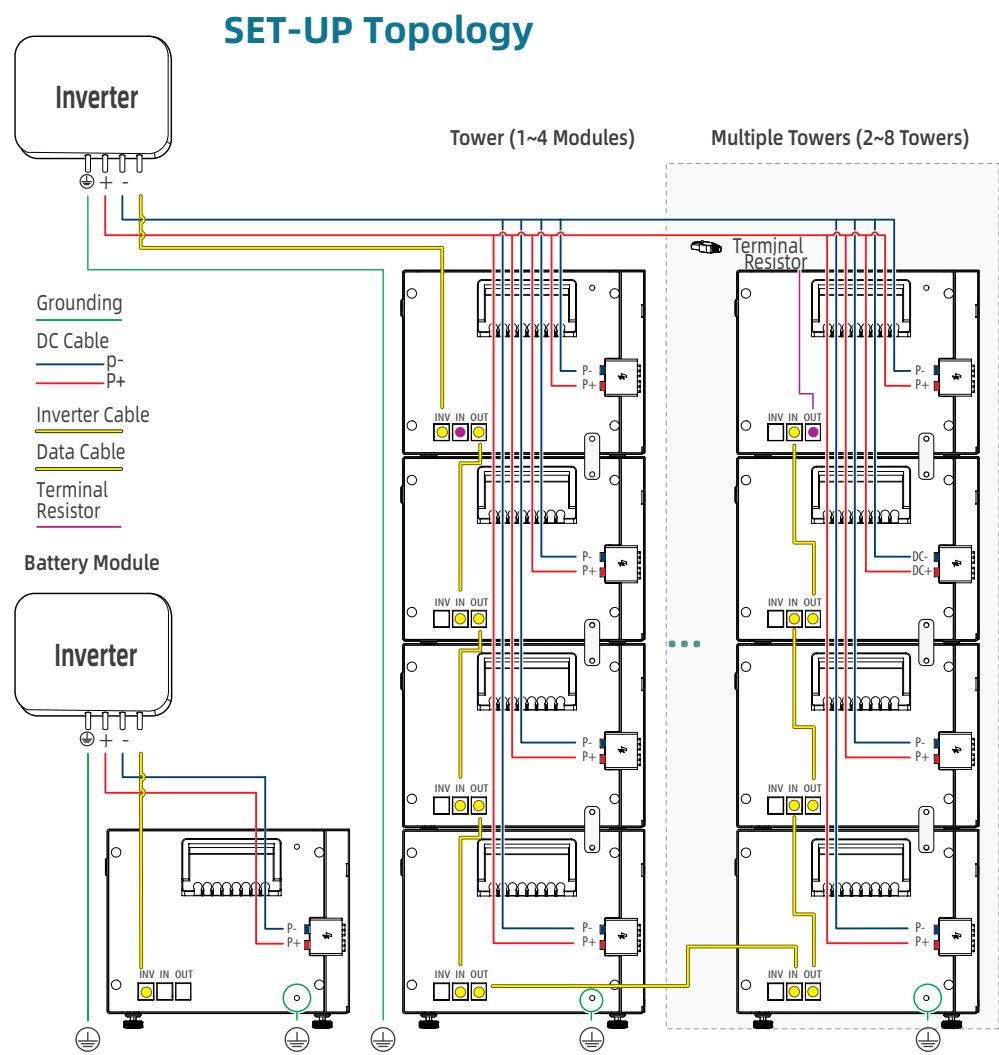 SET-UP Topology
Inverter
Tower (1~4 Modules)
Multiple Towers (2~8 Towers)
+ -
Terminal
Resistor
Grounding
DC Cable
p-
P+
Inverter Cable
Data Cable
Terminal
Resistor
Battery Module
Inverter
+ -
P-
P+
INV IN OUT
P-
P+
INV IN OUT
P-
P+
INV IN OUT
P-
P+
INV IN OUT
P-
P+
INV IN OUT
P-
P+
INV IN OUT
DC-
DC+
INV IN OUT
P-
P+
INV IN OUT
P-
P+
INV IN OUT